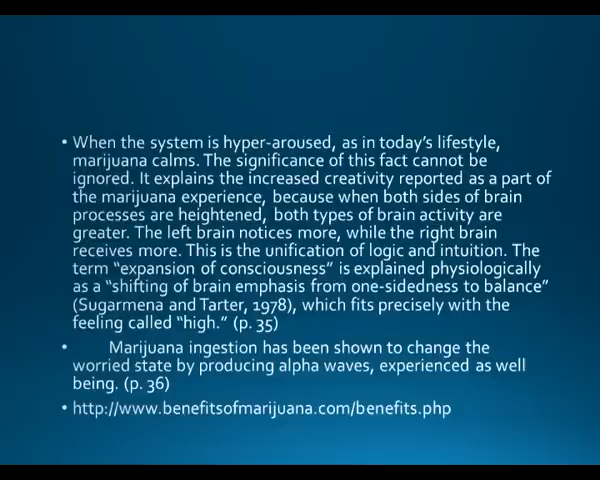 • When the system is hyper-aroused, as in today's lifestyle,
marijuana calms. The significance of this fact cannot be
ignored. It explains the increased creativity reported as a part of
the marijuana experience, because when both sides of brain
processes are heightened, both types of brain activity are
greater. The left brain notices more, while the right brain
receives more. This is the unification of logic and intuition. The
term “expansion of consciousness” is explained physiologically
as a “shifting of brain emphasis from one-sidedness to balance”
(Sugarmena and Tarter, 1978), which fits precisely with the
feeling called “high.” (p. 35)
• Marijuana ingestion has been shown to change the
worried state by producing alpha waves, experienced as well
being. (p. 36)
• http://www.benefitsofmarijuana.com/benefits.php